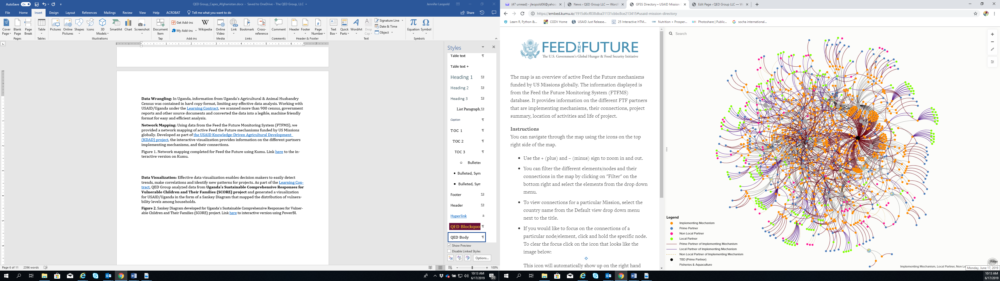 AutoSave On
QED Group_Capes_Afghanistan.docx - Saved to OneDrive - The QED Group, LLC
Jennifer Leopold
File Home Insert Design Layout References Mailings Review View Help ACROBAT Tell me what you want to do
Share
Cover Page
Blank Page
Page Break
Table
Pictures
Online Pictures
Shapes
Icons
3D Models
SmartArt
Chart
Screenshot
Document Item
Get Add-ins
My Add-ins
Wikipedia
Online Video
Link
Bookmark
Cross-reference
Comment
Header
Footer
Page Number
Text Box
Quick Parts
WordArt
Drop Cap
Signature Line
Date & Time
Object
Equation
Symbol
Pages Tables Illustrations Tap Add-ins Media Links Comments Header & Footer Text Symbols
Data Wrangling: In Uganda, information from Uganda's Agricultural & Animal Husbandry
Census was contained in hard copy format, limiting any effective data analysis. Working with
USAID/Uganda under the Learning Contract, we scanned more than 900 census, government
reports and other source documents and converted the data into a legible, machine friendly
format for easy and efficient analysis.
Network Mapping: Using data from the Feed the Future Monitoring System (FTFMS), we
provided a network mapping of active Feed the Future mechanisms funded by US Missions
globally. Developed as part of the USAID Knowledge-Driven Agricultural Development
(KDAD) project, the interactive visualization provides information on the different partners
implementing mechanisms, and their connections.
Figure 1. Network mapping completed for Feed the Future using Kumu. Link here to the in-
teractive version on Kumu.
Data Visualization: Effective data visualization enables decision makers to easily detect
trends, make correlations and identify new patterns for projects. As part of the Learning Con-
tract, QED Group analyzed data from Uganda's Sustainable Comprehensive Responses for
Vulnerable Children and Their Families (SCORE) project and generated a visualization
for USAID/Uganda in the form of a Sankey Diagram that mapped the distribution of vulnera-
bility levels among households.
Figure 2. Sankey Diagram developed for Uganda's Sustainable Comprehensive Responses for Vulner-
able Children and Their Families (SCORE) project. Link here to interactive version using PowerBI.
Styles
Table text
Table text +
Heading 1
Heading 2
Heading 3
List Paragraph,
Caption
TOC 1
TOC 2
TOC 3
Bulleted
Bulleted, Sym
Bulleted, Sym
Footer
Header
Hyperlink
QED Blockquo
QED Body
Show Preview
Disable Linked Styles
Options...
Page 6 of 11 2396 words
100%
10:13 AM
6/17/2019
20
(47 unread) - jleopold06@yahoo
News ‹ QED Group LLC — WordP
GFSS Directory • USAID Mission
Edit Page ‹ QED Group LLC — W
https://embed.kumu.io/1915d6cf838dba31131cbbc8ce213415#usaid-mission-directory
Learn R, Python &...
CGDV Home
USAID Just Release...
25 Interactive HTM...
Nutrition + Prosper...
Photoshare | Public...
socha international...
FEED THE FUTURE
The U.S. Government's Global Hunger & Food Security Initiative
The map is an overview of active Feed the Future mechanisms
funded by US Missions globally. The information displayed is
from the Feed the Future Monitoring System (FTFMS)
database. It provides information on the different FTF partners
that are implementing mechanisms, their connections, project
summary, location of activities and life of project.
Instructions
You can navigate through the map using the icons on the top
right side of the map.
Use the + (plus) and – (minus) sign to zoom in and out.
You can filter the different elements/nodes and their
connections in the map by clicking on "Filter" on the
bottom right and select the elements from the drop down
menu.
To view connections for a particular Mission, select the
country name from the Default view drop down menu
next to the title.
If you would like to focus on the connections of a
particular node/element, click and hold the specific node.
To clear the focus click on the icon that looks like the
image below:
This icon will automatically show up on the right hand
Search
Legend
Implementing Mechanism
Prime Partner
Non Local Partner
Local Partner
Prime Partner of Implementing Mechanism
Local Partner of Implementing Mechanism
Non Local Partner of Implementing Mechanism
TBD (Prime Partner)
Fisheries & Aquaculture
Filter
Implementing Mechanism, Local Partner, Non Lo
Monday, June 17, 2019
10:13 AM
6/17/2019